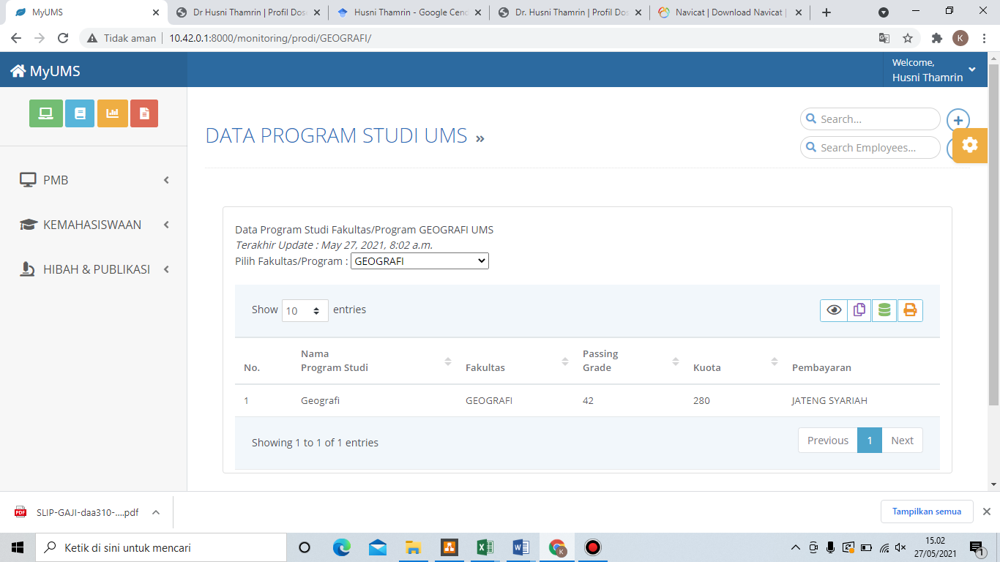 MyUMS
Dr Husni Thamrin | Profil Dos
Husni Thamrin - Google Cend
Dr. Husni Thamrin | Profil Dos
Navicat | Download Navicat |
Tidak aman
10.42.0.1:8000/monitoring/prodi/GEOGRAFI/
K
MyUMS
Welcome,
Husni Thamrin
PMB
KEMAHASISWAAN
HIBAH & PUBLIKASI
DATA PROGRAM STUDI UMS »
Search...
Search Employees...
Data Program Studi Fakultas/Program GEOGRAFI UMS
Terakhir Update : May 27, 2021, 8:02 a.m.
Pilih Fakultas/Program : GEOGRAFI
Show 10 entries
No. Nama Program Studi Fakultas Passing Grade Kuota Pembayaran
1 Geografi GEOGRAFI 42 280 JATENG SYARIAH
Showing 1 to 1 of 1 entries
Previous 1 Next
PDF SLIP-GAJI-daa310-....pdf
Tampilkan semua
Ketik di sini untuk mencari
K
15.02
27/05/2021
1